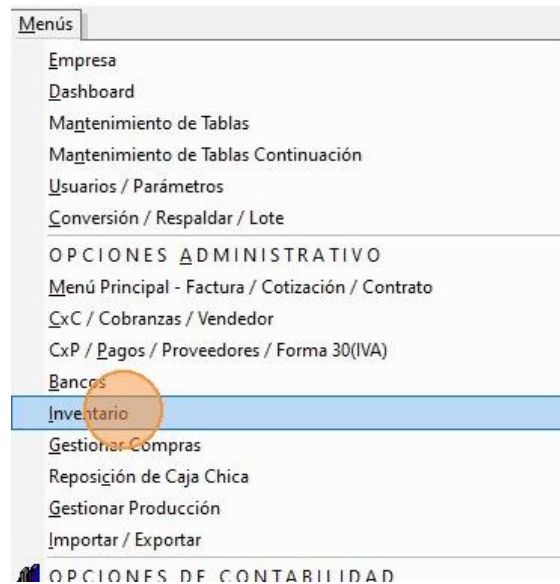 Menús
Empresa
Dashboard
Mantenimiento de Tablas
Mantenimiento de Tablas Continuación
Usuarios / Parámetros
Conversión / Respaldar / Lote
OPCIONES ADMINISTRATIVO
Menú Principal - Factura / Cotización / Contrato
CxC / Cobranzas / Vendedor
CxP / Pagos / Proveedores / Forma 30(IVA)
Bancos
Inventario
Gestionar Compras
Reposición de Caja Chica
Gestionar Producción
Importar / Exportar
OPCIONES DE CONTABILIDAD